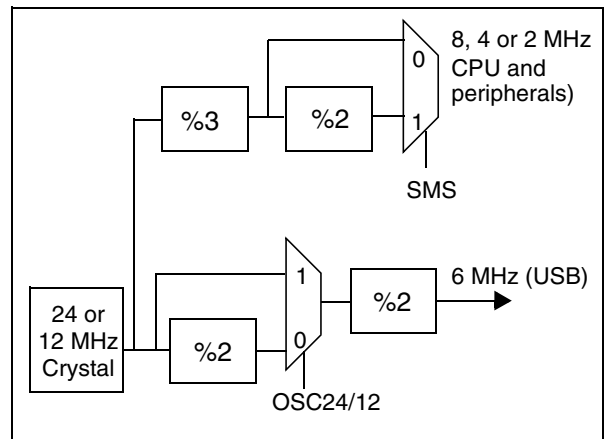 8, 4 or 2 MHz
CPU and
peripherals)
0
1
%3
%2
SMS
24 or
12 MHz
Crystal
%2
1
0
OSC24/12
%2
6 MHz (USB)